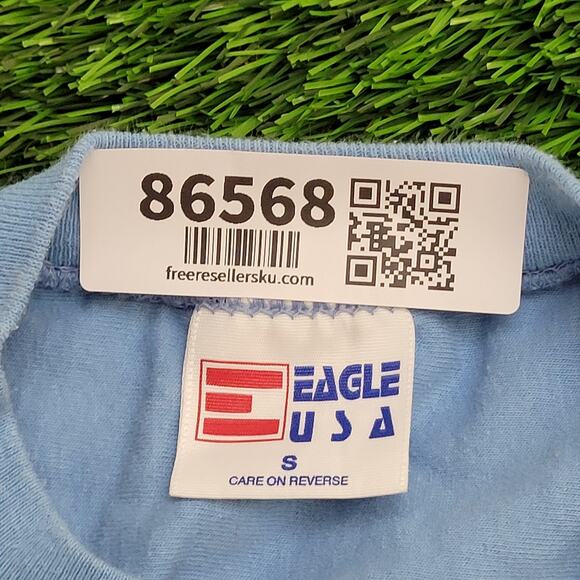 86568
freeresellersku.com
EAGLE
USA
S
CARE ON REVERSE